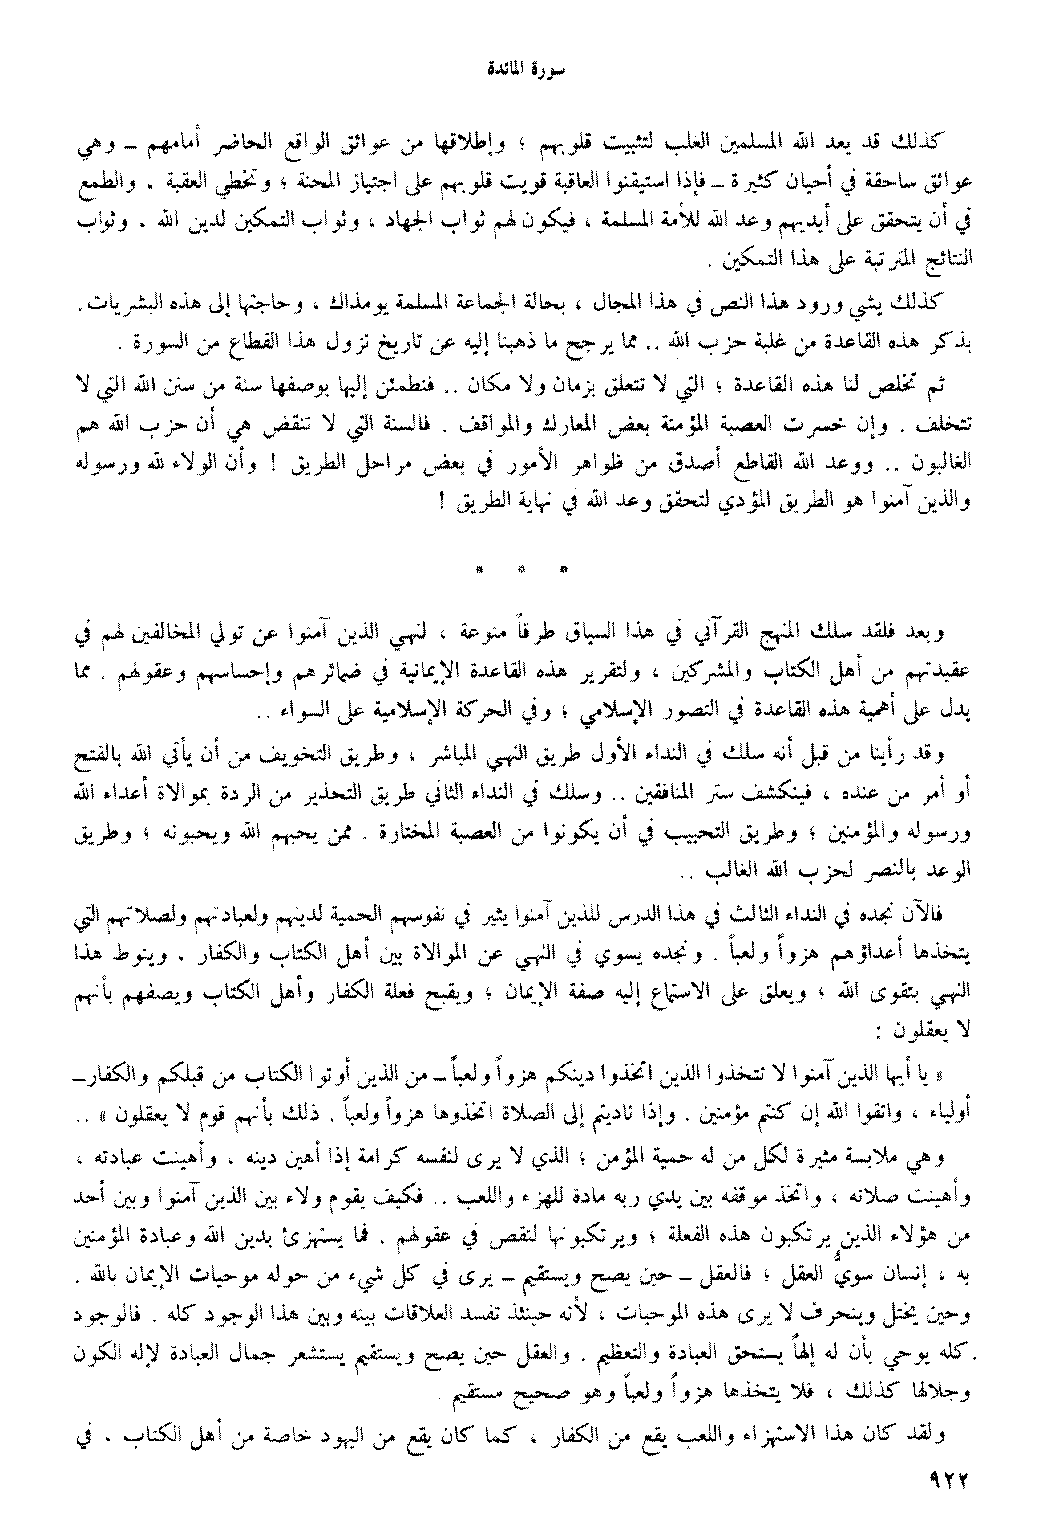 سورة المائدة
كذلك قد يعد الله المسلمين الغلب لتثبيت قلوبهم ؛ وإطلاقها من عوائق الواقع الحاضر أمامهم – وهي
عوائق ساحقة في أحيان كثيرة – فإذا استيقنوا العاقبة قويت قلوبهم على اجتياز المحنة ؛ وتخطي العقبة ، والطمع
في أن يتحقق على أيديهم وعد الله للأمة المسلمة ، فيكون لهم ثواب الجهاد ، وثواب التمكين لدين الله ، وثواب
النتائج المترتبة على هذا التمكين .
كذلك يشي ورود هذا النص في هذا المجال ، بحالة الجماعة المسلمة يومذاك ، وحاجتها إلى هذه البشريات .
بذكر هذه القاعدة من غلبة حزب الله .. مما يرجح ما ذهبنا إليه عن تاريخ نزول هذا القطاع من السورة .
ثم تخلص لنا هذه القاعدة ؛ التي لا تتعلق بزمان ولا مكان .. فنطمئن إليها بوصفها سنة من سنن الله التي لا
تتخلف . وإن خسرت العصبة المؤمنة بعض المعارك والمواقف . فالسنة التي لا تنقض هي أن حزب الله هم
الغالبون .. ووعد الله القاطع أصدق من ظواهر الأمور في بعض مراحل الطريق ! وأن الولاء لله ورسوله
والذين آمنوا هو الطريق المؤدي لتحقق وعد الله في نهاية الطريق !
* * *
وبعد فلقد سلك المنهج القرآني في هذا السياق طرقاً منوعة ، لنهي الذين آمنوا عن تولي المخالفين لهم في
عقيدتهم من أهل الكتاب والمشركين ، ولتقرير هذه القاعدة الإيمانية في ضمائرهم وإحساسهم وعقولهم . مما
يدل على أهمية هذه القاعدة في التصور الإسلامي ؛ وفي الحركة الإسلامية على السواء ..
وقد رأينا من قبل أنه سلك في النداء الأول طريق النهي المباشر ، وطريق التخويف من أن يأتي الله بالفتح
أو أمر من عنده ، فينكشف ستر المنافقين .. وسلك في النداء الثاني طريق التحذير من الردة بموالاة أعداء الله
ورسوله والمؤمنين ؛ وطريق التحبيب في أن يكونوا من العصبة المختارة . ممن يحبهم الله ويحبونه ؛ وطريق
الوعد بالنصر لحزب الله الغالب ..
فالآن نجده في النداء الثالث في هذا الدرس للذين آمنوا يثير في نفوسهم الحمية لدينهم ولعبادتهم ولصلاتهم التي
يتخذها أعداؤهم هزواً ولعباً . ونجده يسوي في النهي عن الموالاة بين أهل الكتاب والكفار ، وينوط هذا
النهي بتقوى الله ؛ ويعلق على الاستماع إليه صفة الإيمان ؛ ويقبح فعلة الكفار وأهل الكتاب ويصفهم بأنهم
لا يعقلون :
« يا أيها الذين آمنوا لا تتخذوا الذين اتخذوا دينكم هزواً ولعباً – من الذين أوتوا الكتاب من قبلكم والكفار –
أولياء ، واتقوا الله إن كنتم مؤمنين . وإذا ناديتم إلى الصلاة اتخذوها هزواً ولعباً . ذلك بأنهم قوم لا يعقلون » ..
وهي ملابسة مثيرة لكل من له حمية المؤمن ؛ الذي لا يرى لنفسه كرامة إذا أهين دينه ، وأهينت عبادته ،
وأهينت صلاته ، واتخذ موقفه بين يدي ربه مادة للهزء واللعب .. فكيف يقوم ولاء بين الذين آمنوا وبين أحد
من هؤلاء الذين يرتكبون هذه الفعلة ؛ ويرتكبونها لنقص في عقولهم . فما يستهزئ بدين الله وعبادة المؤمنين
به ، إنسان سويُّ العقل ؛ فالعقل – حين يصح ويستقيم – يرى في كل شيء من حوله موحيات الإيمان بالله .
وحين يختل وينحرف لا يرى هذه الموحيات ، لأنه حينئذ تفسد العلاقات بينه وبين هذا الوجود كله . فالوجود
كله يوحي بأن له إلهاً يستحق العبادة والتعظيم . والعقل حين يصح ويستقيم يستشعر جمال العبادة لإله الكون
وجلالها كذلك ، فلا يتخذها هزواً ولعباً وهو صحيح مستقيم .
ولقد كان هذا الاستهزاء واللعب يقع من الكفار ، كما كان يقع من اليهود خاصة من أهل الكتاب ، في
٩٢٢